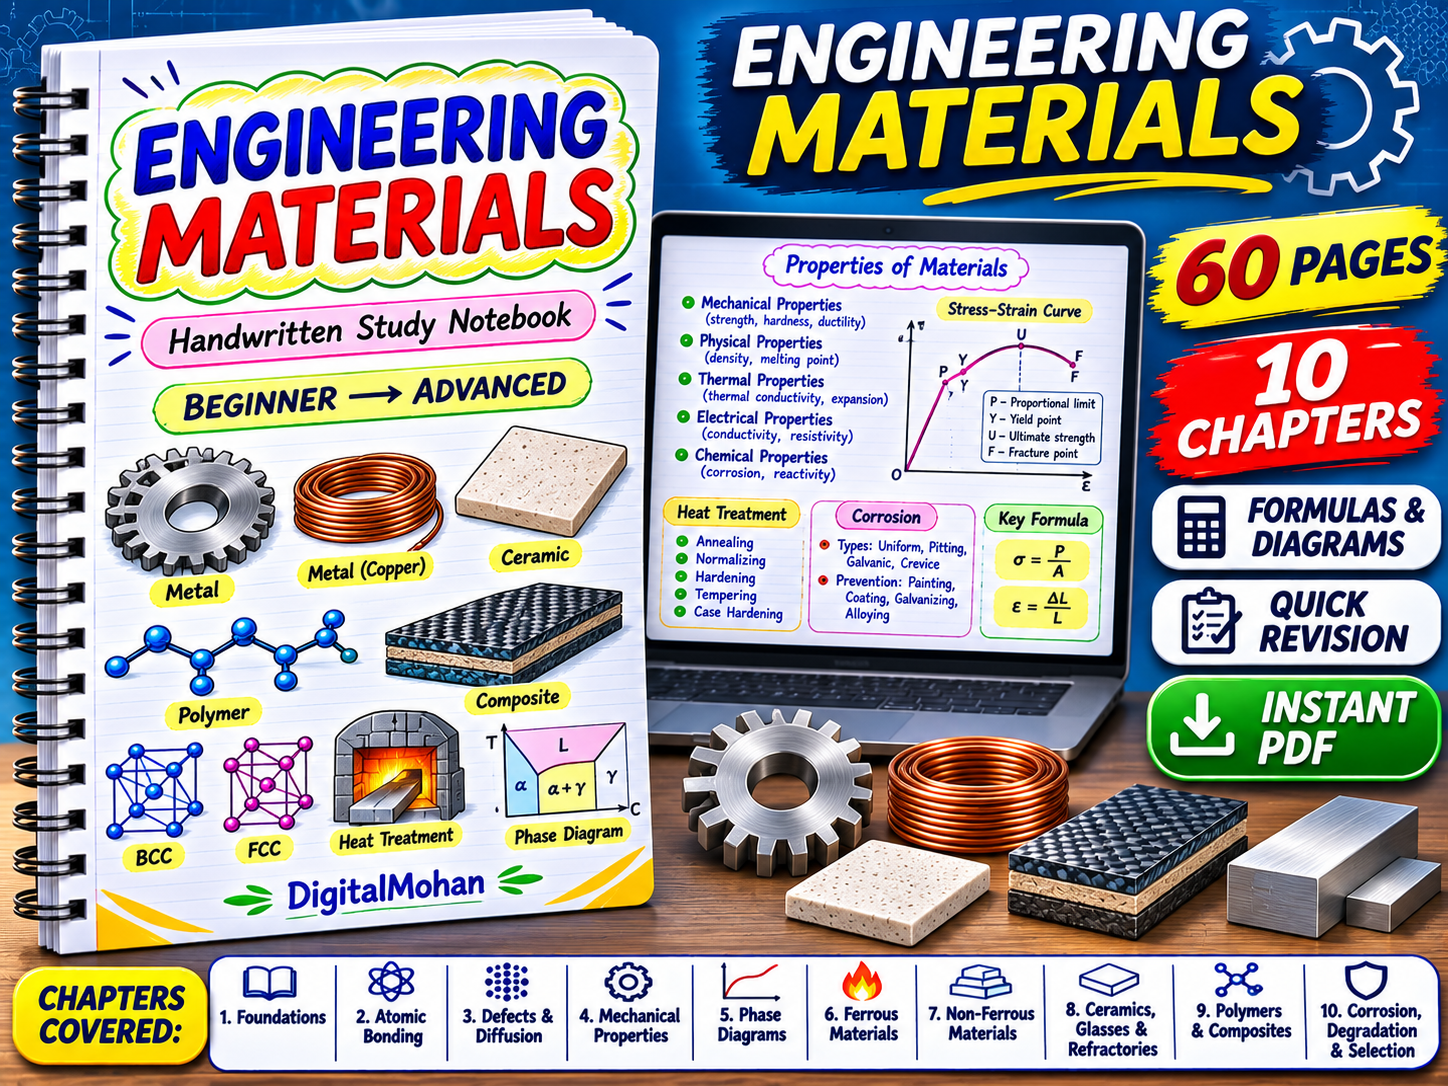 ENGINEERING
MATERIALS
Handwritten Study Notebook
BEGINNER → ADVANCED
Metal
Metal (Copper)
Ceramic
Polymer
Composite
BCC
FCC
Heat Treatment
T
L
α
α+γ
γ
C
Phase Diagram
DigitalMohan
ENGINEERING
MATERIALS
Properties of Materials
Mechanical Properties
(strength, hardness, ductility)
Physical Properties
(density, melting point)
Thermal Properties
(thermal conductivity, expansion)
Electrical Properties
(conductivity, resistivity)
Chemical Properties
(corrosion, reactivity)
Stress-Strain Curve
U
P
Y
Y
F
F
P - Proportional limit
Y - Yield point
U - Ultimate strength
F - Fracture point
O
ε
Heat Treatment
Annealing
Normalizing
Hardening
Tempering
Case Hardening
Corrosion
Types: Uniform, Pitting,
Galvanic, Crevice
Prevention: Painting,
Coating, Galvanizing,
Alloying
Key Formula
σ = P/A
ε = ΔL/L
60 PAGES
10
CHAPTERS
FORMULAS &
DIAGRAMS
QUICK
REVISION
INSTANT
PDF
CHAPTERS
COVERED:
1. Foundations
2. Atomic
Bonding
3. Defects &
Diffusion
4. Mechanical
Properties
5. Phase
Diagrams
6. Ferrous
Materials
7. Non-Ferrous
Materials
8. Ceramics,
Glasses &
Refractories
9. Polymers
& Composites
10. Corrosion,
Degradation
& Selection